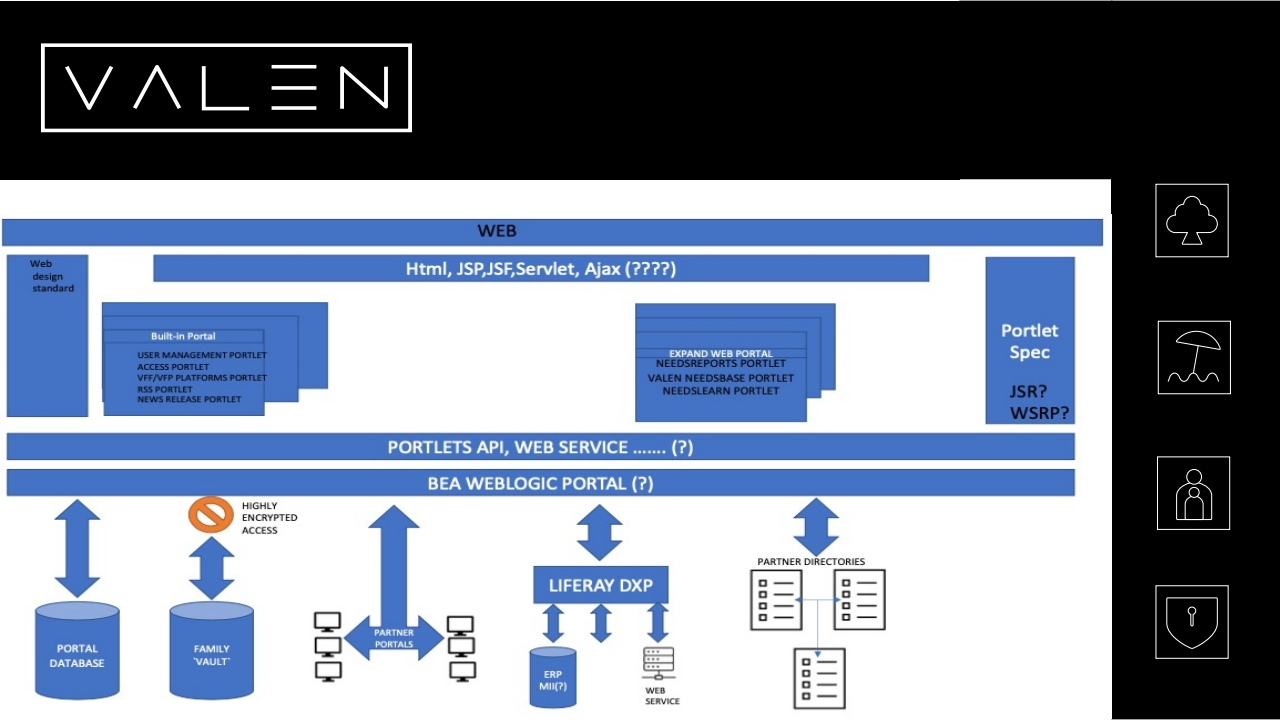 VALEN
WEB
Web
design
standard
Html, JSP,JSF,Servlet, Ajax (????)
Built-in Portal
USER MANAGEMENT PORTLET
ACCESS PORTLET
VFF/VFP PLATFORMS PORTLET
RSS PORTLET
NEWS RELEASE PORTLET
EXPAND WEB PORTAL
NEEDSREPORTS PORTLET
VALEN NEEDSBASE PORTLET
NEEDSLEARN PORTLET
Portlet
Spec
JSR?
WSRP?
PORTLETS API, WEB SERVICE ……. (?)
BEA WEBLOGIC PORTAL (?)
HIGHLY
ENCRYPTED
ACCESS
PORTAL
DATABASE
FAMILY
`VAULT`
PARTNER
PORTALS
LIFERAY DXP
ERP
MII(?)
WEB
SERVICE
PARTNER DIRECTORIES